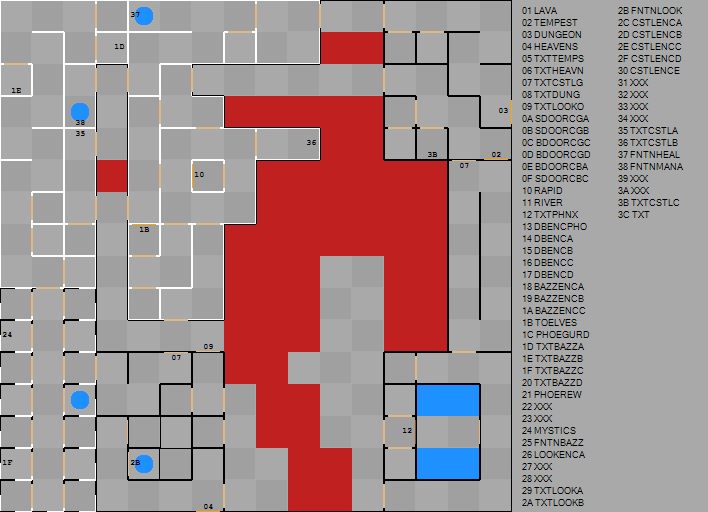 37
1D
1E
38
35
03
36
3B
02
10
07
1B
24
09
07
12
1F
2B
04
01 LAVA
02 TEMPEST
03 DUNGEON
04 HEAVENS
05 TXTTEMPS
06 TXTHEAVN
07 TXTCSTLG
08 TXTDUNG
09 TXTLOOKO
0A SDOORCGA
0B SDOORCGB
0C BDOORCGC
0D BDOORCGD
0E BDOORCBA
0F SDOORCBC
10 RAPID
11 RIVER
12 TXTPHNX
13 DBENCPHO
14 DBENCA
15 DBENCB
16 DBENCC
17 DBENCD
18 BAZZENCA
19 BAZZENCB
1A BAZZENCC
1B TOELVES
1C PHOEGURD
1D TXTBAZZA
1E TXTBAZZB
1F TXTBAZZC
20 TXTBAZZD
21 PHOEREW
22 XXX
23 XXX
24 MYSTICS
25 FNTNBAZZ
26 LOOKENCA
27 XXX
28 XXX
29 TXTLOOKA
2A TXTLOOKB
2B FNTNLOOK
2C CSTLENCA
2D CSTLENCB
2E CSTLENCC
2F CSTLENCD
30 CSTLENCE
31 XXX
32 XXX
33 XXX
34 XXX
35 TXTCSTLA
36 TXTCSTLB
37 FNTNHEAL
38 FNTNMANA
39 XXX
3A XXX
3B TXTCSTLC
3C TXT